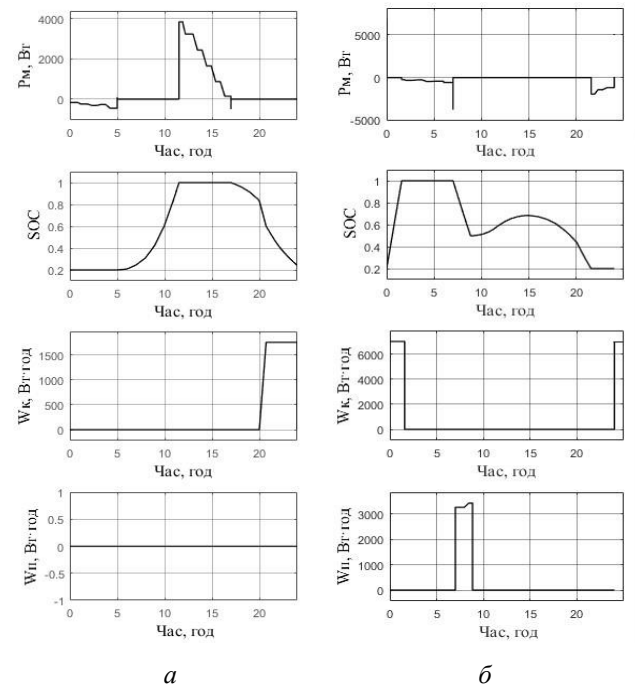 4000
2000
0
Pм, Вт
0 5 10 15 20
Час, год
5000
0
-5000
Pм, Вт
0 5 10 15 20
Час, год
1
0.8
0.6
0.4
0.2
SOC
0 5 10 15 20
Час, год
1
0.8
0.6
0.4
0.2
SOC
0 5 10 15 20
Час, год
1500
1000
500
0
Wк, Вт·год
0 5 10 15 20
Час, год
6000
4000
2000
0
Wк, Вт·год
0 5 10 15 20
Час, год
1
0.5
0
-0.5
-1
Wп, Вт·год
0 5 10 15 20
Час, год
3000
2000
1000
0
Wп, Вт·год
0 5 10 15 20
Час, год
а
б